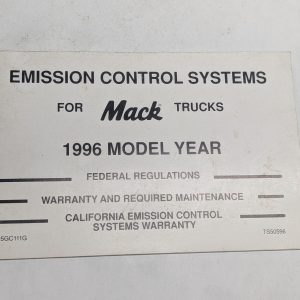 EMISSION CONTROL SYSTEMS
FOR Mack TRUCKS
1996 MODEL YEAR
FEDERAL REGULATIONS
WARRANTY AND REQUIRED MAINTENANCE
CALIFORNIA EMISSION CONTROL
SYSTEMS WARRANTY
TS50596